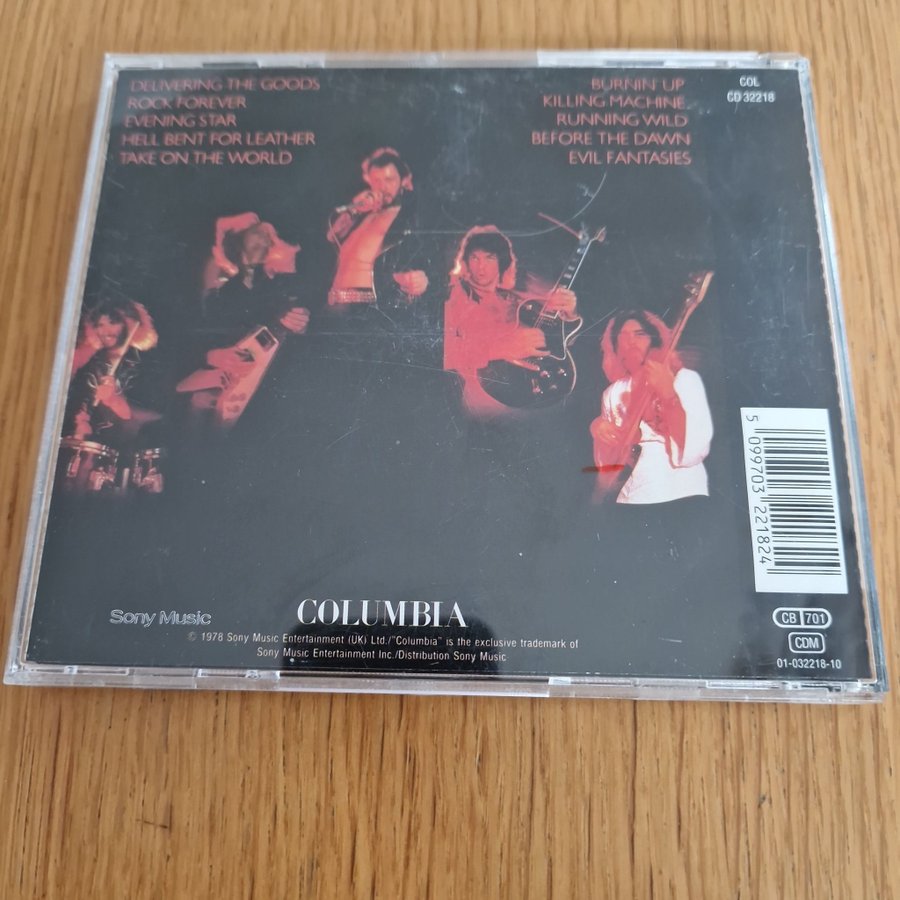 DELIVERING THE GOODS
ROCK FOREVER
EVENING STAR
HELL BENT FOR LEATHER
TAKE ON THE WORLD
BURNIN' UP
KILLING MACHINE
RUNNING WILD
BEFORE THE DAWN
EVIL FANTASIES
COL
CD 32218
5 099703 221824
Sony Music
COLUMBIA
© 1978 Sony Music Entertainment (UK) Ltd./"Columbia" is the exclusive trademark of
Sony Music Entertainment Inc./Distribution Sony Music
CB 701
CDM
01-032218-10